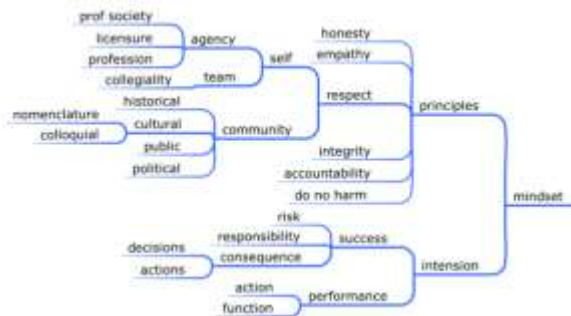 prof society
licensure
profession
agency
collegiality
team
self
historical
nomenclature
colloquial
cultural
public
political
community
honesty
empathy
respect
integrity
accountability
do no harm
principles
mindset
risk
responsibility
decisions
actions
consequence
success
action
function
performance
intension